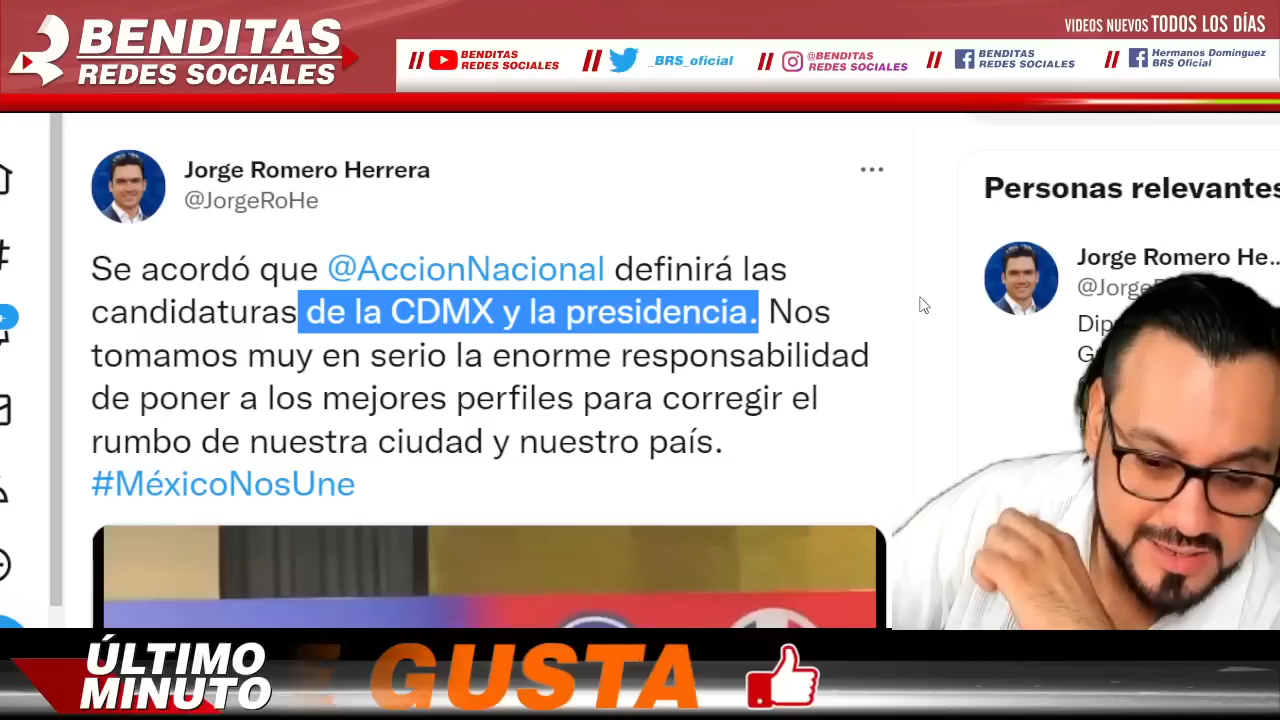 BENDITAS
REDES SOCIALES
VIDEOS NUEVOS TODOS LOS DÍAS
// BENDITAS REDES SOCIALES
// _BRS_oficial
// @BENDITAS REDES SOCIALES
// BENDITAS REDES SOCIALES
// Hermanos Dominguez BRS Oficial
Jorge Romero Herrera
@JorgeRoHe
Se acordó que @AccionNacional definirá las
candidaturas de la CDMX y la presidencia. Nos
tomamos muy en serio la enorme responsabilidad
de poner a los mejores perfiles para corregir el
rumbo de nuestra ciudad y nuestro país.
#MéxicoNosUne
Personas relevantes
Jorge Romero He...
@Jorge
ÚLTIMO
MINUTO
E GUSTA